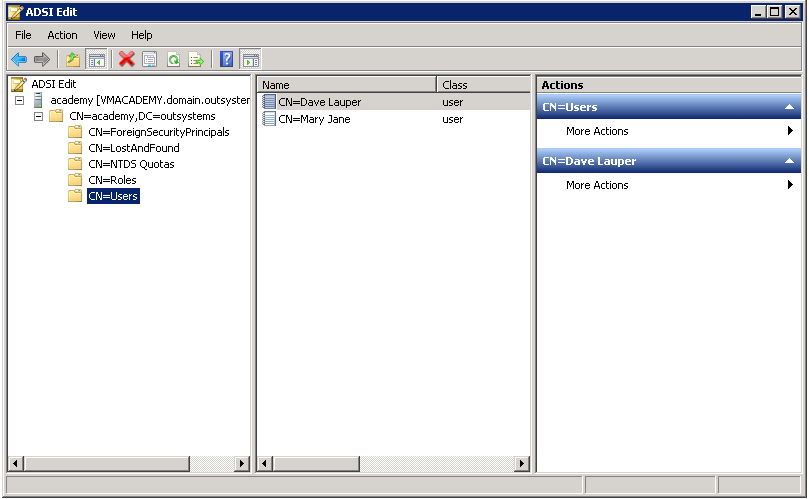 ADSI Edit
File Action View Help
ADSI Edit
academy [VMACADEMY.domain.outsyster
CN=academy,DC=outsystems
CN=ForeignSecurityPrincipals
CN=LostAndFound
CN=NTDS Quotas
CN=Roles
CN=Users
Name Class
CN=Dave Lauper user
CN=Mary Jane user
Actions
CN=Users
More Actions
CN=Dave Lauper
More Actions